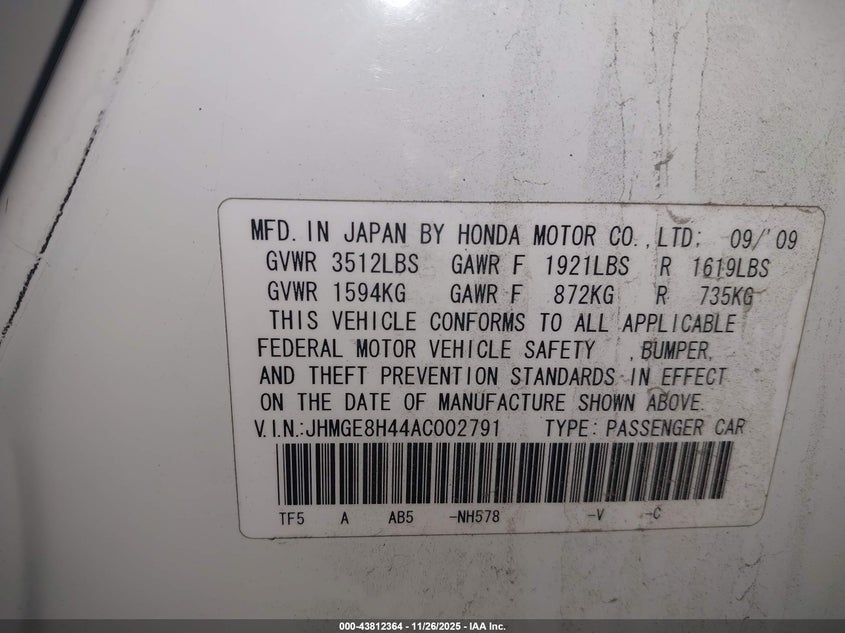 MFD. IN JAPAN BY HONDA MOTOR CO.,LTD: 09/'09
GVWR 3512LBS GAWR F 1921LBS R 1619LBS
GVWR 1594KG GAWR F 872KG R 735KG
THIS VEHICLE CONFORMS TO ALL APPLICABLE
FEDERAL MOTOR VEHICLE SAFETY , BUMPER,
AND THEFT PREVENTION STANDARDS IN EFFECT
ON THE DATE OF MANUFACTURE SHOWN ABOVE.
V.I.N.:JHMGE8H44AC002791 TYPE: PASSENGER CAR
TF5 A AB5 -NH578 -V -C
000-43812364 | 11/26/2025 - IAA Inc.